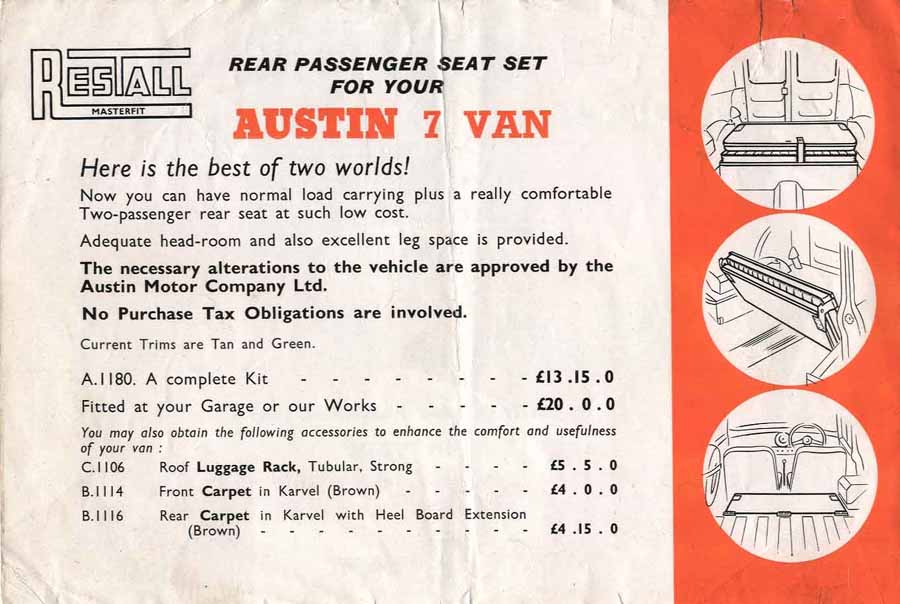 RESTALL
MASTERFIT
REAR PASSENGER SEAT SET
FOR YOUR
AUSTIN 7 VAN
Here is the best of two worlds!
Now you can have normal load carrying plus a really comfortable
Two-passenger rear seat at such low cost.
Adequate head-room and also excellent leg space is provided.
The necessary alterations to the vehicle are approved by the
Austin Motor Company Ltd.
No Purchase Tax Obligations are involved.
Current Trims are Tan and Green.
A.1180. A complete Kit - - - - - - - - £13 .15 . 0
Fitted at your Garage or our Works - - - - - £20 . 0 . 0
You may also obtain the following accessories to enhance the comfort and usefulness
of your van :
C.1106 Roof Luggage Rack, Tubular, Strong - - - - £5 . 5 . 0
B.1114 Front Carpet in Karvel (Brown) - - - - - £4 . 0 . 0
B.1116 Rear Carpet in Karvel with Heel Board Extension
(Brown) - - - - - - - - - - £4 .15 . 0